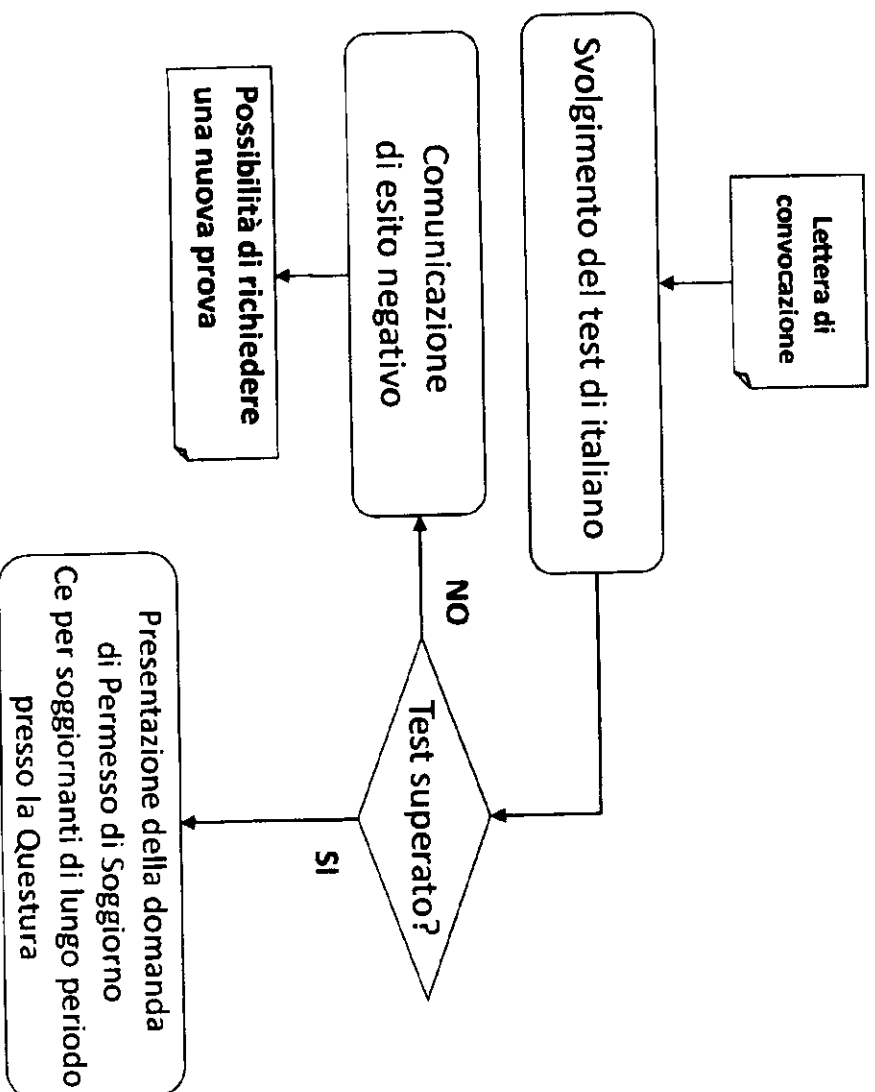 Lettera di
convocazione
Svolgimento del test di italiano
Test superato?
NO
SI
Comunicazione
di esito negativo
Possibilità di richiedere
una nuova prova
Presentazione della domanda
di Permesso di Soggiorno
Ce per soggiornanti di lungo periodo
presso la Questura